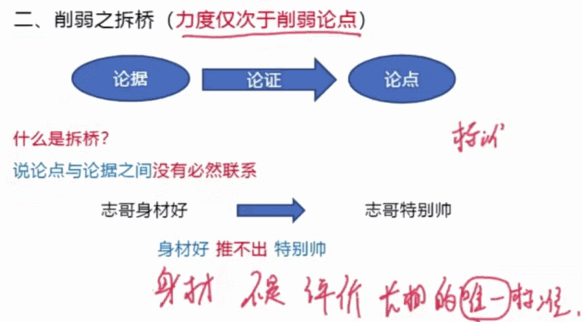 二、削弱之拆桥（力度仅次于削弱论点）
论据 论证 论点
什么是拆桥？
说论点与论据之间没有必然联系
志哥身材好 志哥特别帅
身材好 推不出 特别帅
身材 不是 评价 长相 的 唯一 标准.